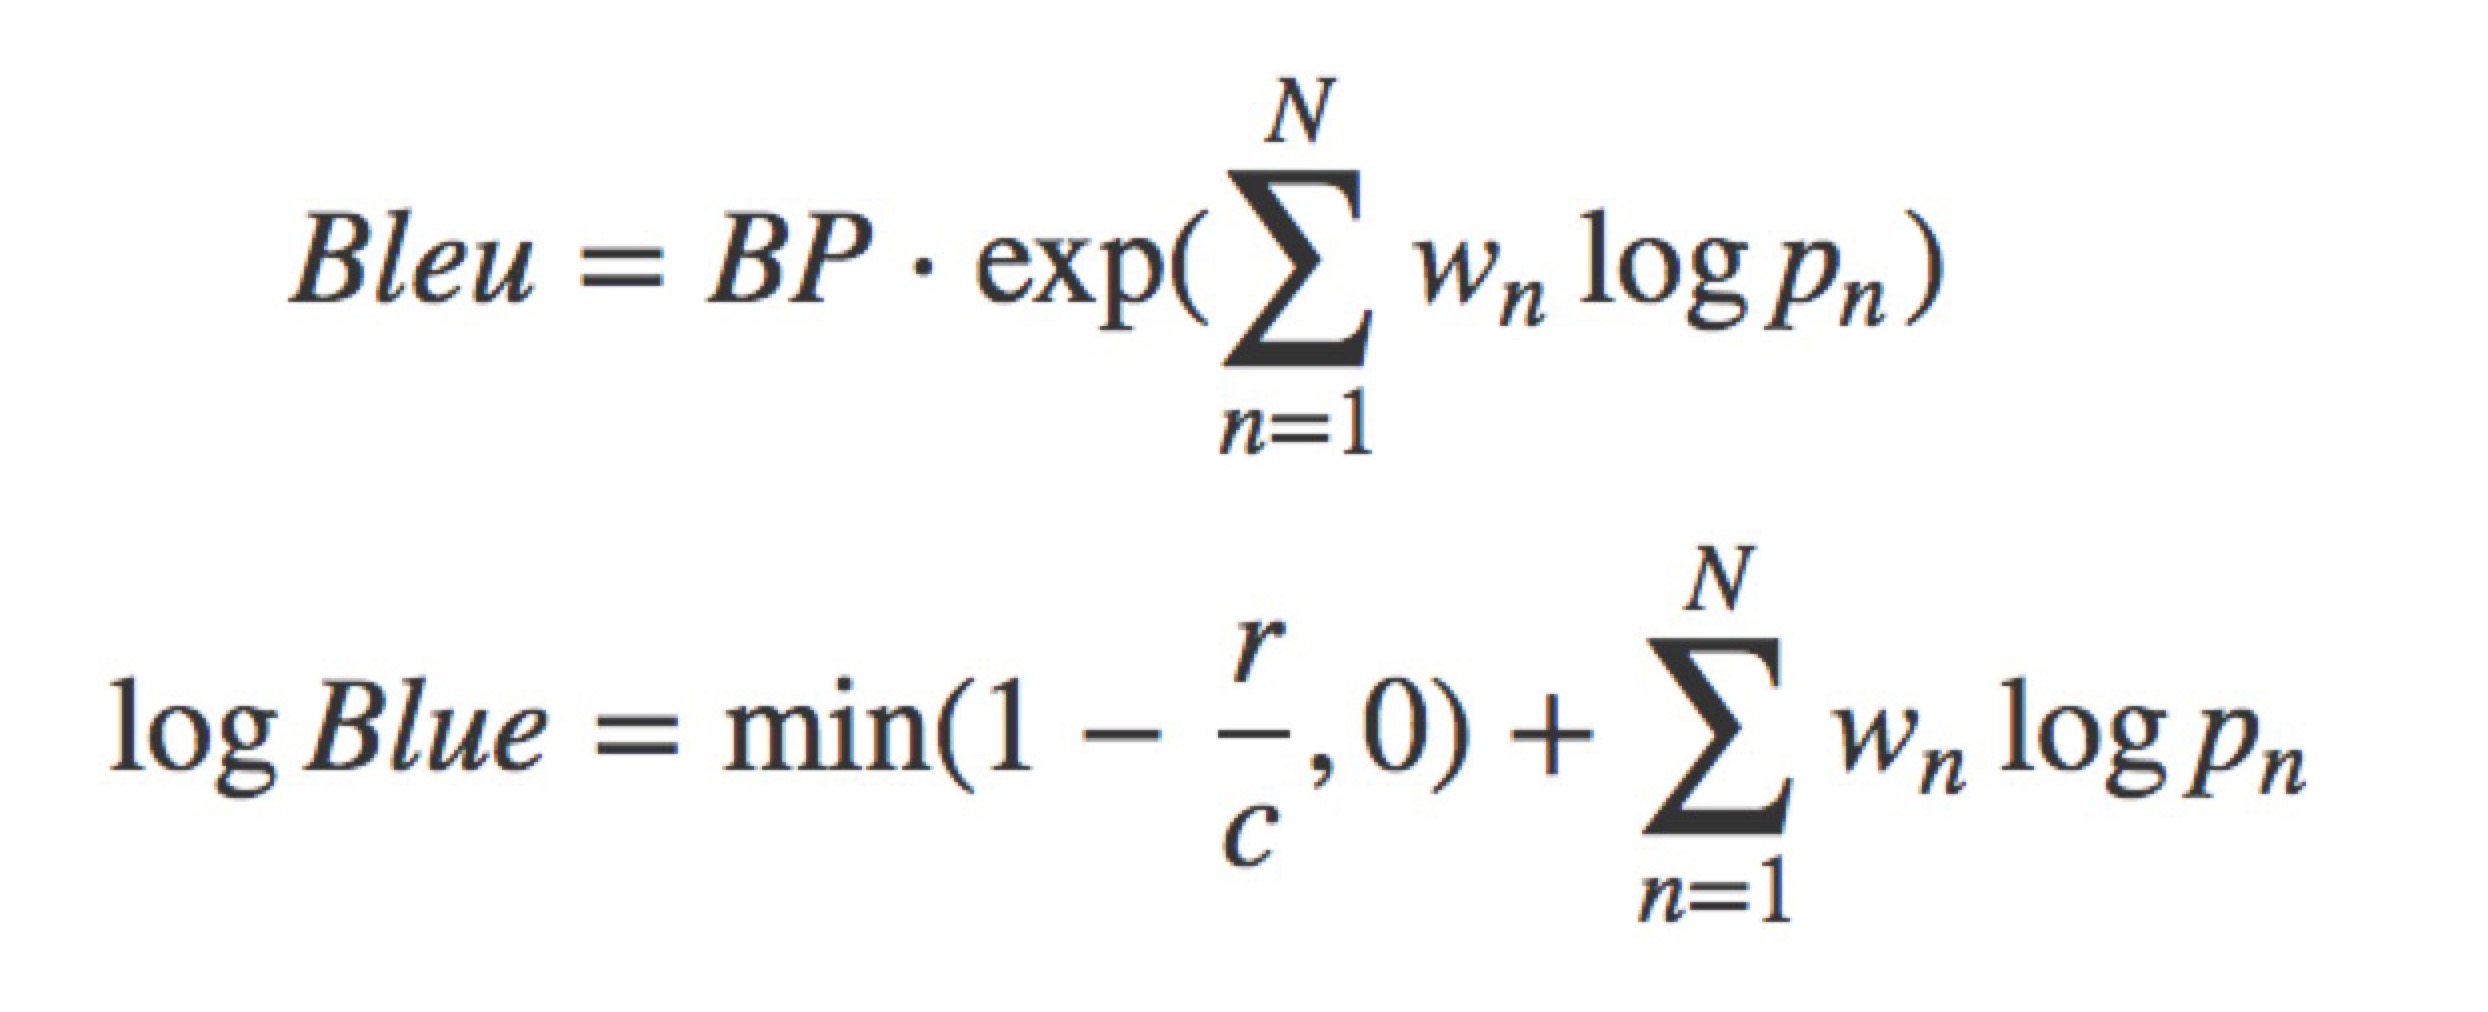 Bleu = BP · exp(∑_{n=1}^{N} w_n log p_n)
log Blue = min(1 − r/c, 0) + ∑_{n=1}^{N} w_n log p_n